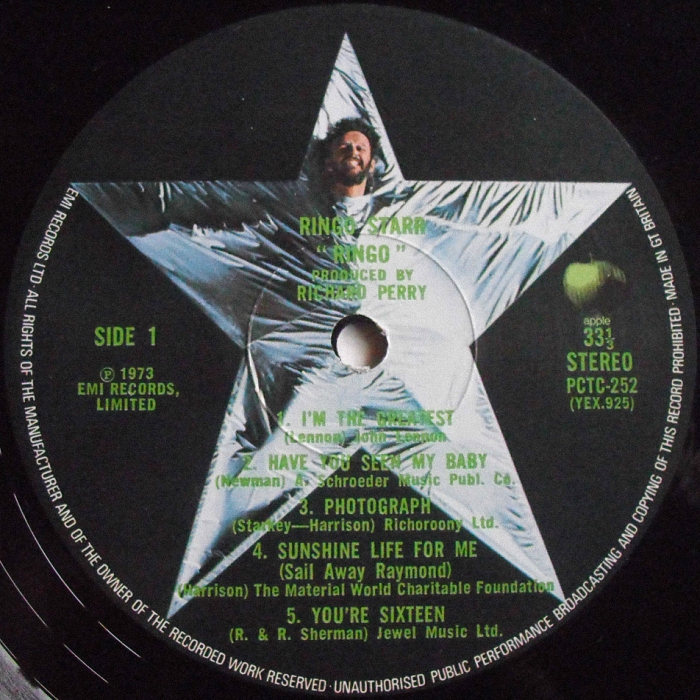 RINGO STARR
"RINGO"
PRODUCED BY
RICHARD PERRY
SIDE 1
Ⓟ 1973
EMI RECORDS,
LIMITED
apple
33⅓
STEREO
PCTC-252
(YEX.925)
1. I'M THE GREATEST
(Lennon) John Lennon
2. HAVE YOU SEEN MY BABY
(Newman) A. Schroeder Music Publ. Co.
3. PHOTOGRAPH
(Starkey—Harrison) Richoroony Ltd.
4. SUNSHINE LIFE FOR ME
(Sail Away Raymond)
(Harrison) The Material World Charitable Foundation
5. YOU'RE SIXTEEN
(R. & R. Sherman) Jewel Music Ltd.
EMI RECORDS LTD · ALL RIGHTS OF THE MANUFACTURER AND OF THE OWNER OF THE RECORDED WORK RESERVED · UNAUTHORISED PUBLIC PERFORMANCE BROADCASTING AND COPYING OF THIS RECORD PROHIBITED · MADE IN GT BRITAIN